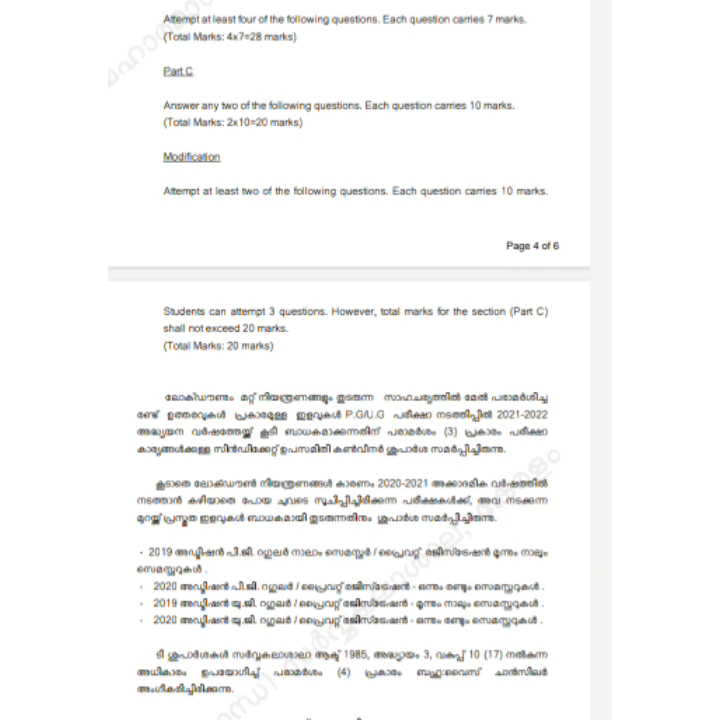 Attempt at least four of the following questions. Each question carries 7 marks.
(Total Marks: 4x7=28 marks)
Part C
Answer any two of the following questions. Each question carries 10 marks.
(Total Marks: 2x10=20 marks)
Modification
Attempt at least two of the following questions. Each question carries 10 marks.
Page 4 of 6
Students can attempt 3 questions. However, total marks for the section (Part C)
shall not exceed 20 marks.
(Total Marks: 20 marks)
ലോക്ഡൗണും മറ്റ് നിയന്ത്രണങ്ങളും തുടരുന്ന സാഹചര്യത്തിൽ മേൽ പരാമർശിച്ച
രണ്ട് ഉത്തരവുകൾ പ്രകാരമുള്ള ഇളവുകൾ P.G/U.G പരീക്ഷാ നടത്തിപ്പിൽ 2021-2022
അദ്ധ്യയന വർഷത്തേയ്ക്ക് കൂടി ബാധകമാക്കുന്നതിന് പരാമർശം (3) പ്രകാരം പരീക്ഷാ
കാര്യങ്ങൾക്കുള്ള സിൻഡിക്കേറ്റ് ഉപസമിതി കൺവീനർ ശുപാർശ സമർപ്പിച്ചിരുന്നു.
കൂടാതെ ലോക്ഡൗൺ നിയന്ത്രണങ്ങൾ കാരണം 2020-2021 അക്കാദമിക വർഷത്തിൽ
നടത്താൻ കഴിയാതെ പോയ ചുവടെ സൂചിപ്പിച്ചിരിക്കുന്ന പരീക്ഷകൾക്ക്, അവ നടക്കുന്ന
മുറയ്ക്ക് പ്രസ്തുത ഇളവുകൾ ബാധകമായി തുടരുന്നതിനും ശുപാർശ സമർപ്പിച്ചിരുന്നു.
- 2019 അഡ്മിഷൻ പി.ജി. റഗുലർ നാലാം സെമസ്റ്റർ / പ്രൈവറ്റ് രജിസ്ട്രേഷൻ മൂന്നും നാലും
സെമസ്റ്ററുകൾ .
- 2020 അഡ്മിഷൻ പി.ജി. റഗുലർ / പ്രൈവറ്റ് രജിസ്ട്രേഷൻ - ഒന്നും രണ്ടും സെമസ്റ്ററുകൾ .
- 2019 അഡ്മിഷൻ യു.ജി. റഗുലർ / പ്രൈവറ്റ് രജിസ്ട്രേഷൻ - മൂന്നും നാലും സെമസ്റ്ററുകൾ .
- 2020 അഡ്മിഷൻ യു.ജി. റഗുലർ / പ്രൈവറ്റ് രജിസ്ട്രേഷൻ - ഒന്നും രണ്ടും സെമസ്റ്ററുകൾ .
ടി ശുപാർശകൾ സർവ്വകലാശാലാ ആക്ട് 1985, അദ്ധ്യായം 3, വകുപ്പ് 10 (17) നൽകുന്ന
അധികാരം ഉപയോഗിച്ച് പരാമർശം (4) പ്രകാരം ബഹു.വൈസ് ചാൻസിലർ
അംഗീകരിച്ചിരിക്കുന്നു.